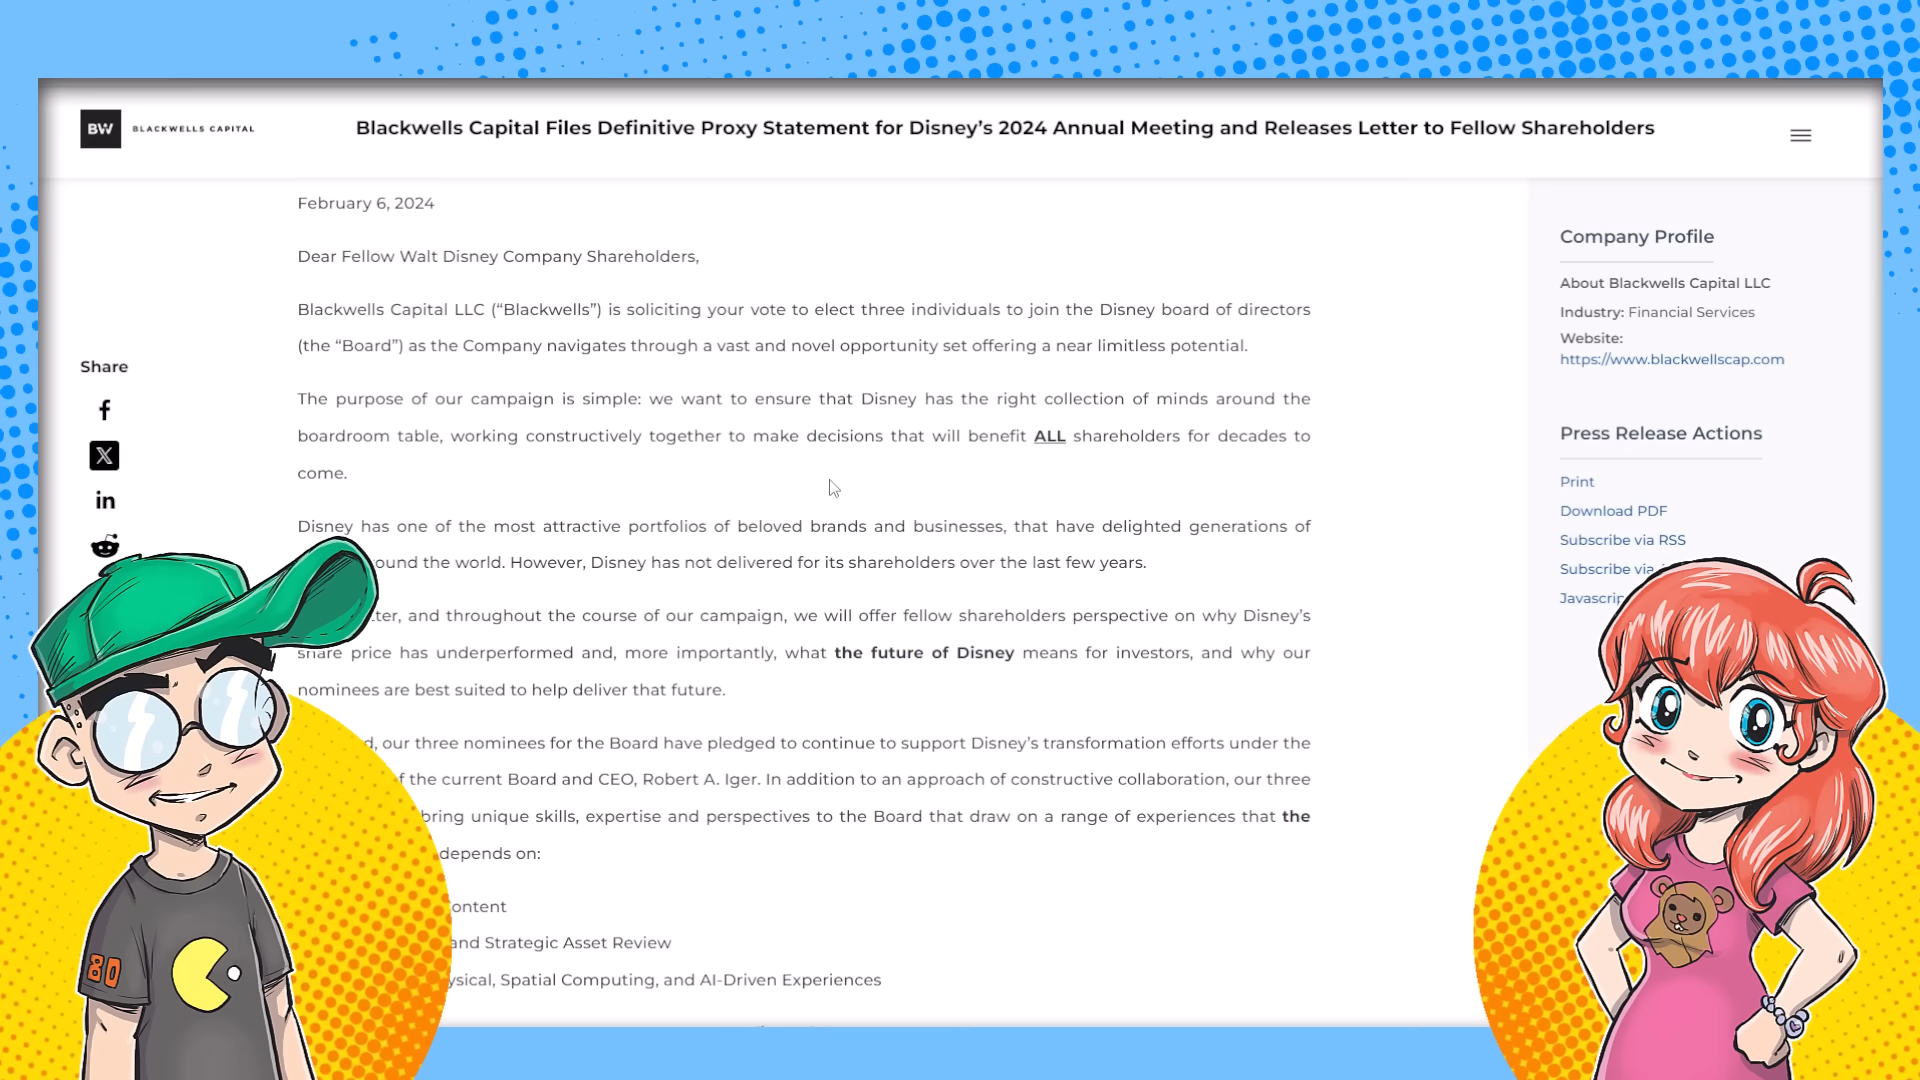 BW BLACKWELLS CAPITAL
Blackwells Capital Files Definitive Proxy Statement for Disney’s 2024 Annual Meeting and Releases Letter to Fellow Shareholders
February 6, 2024
Dear Fellow Walt Disney Company Shareholders,
Blackwells Capital LLC (“Blackwells”) is soliciting your vote to elect three individuals to join the Disney board of directors
(the “Board”) as the Company navigates through a vast and novel opportunity set offering a near limitless potential.
The purpose of our campaign is simple: we want to ensure that Disney has the right collection of minds around the
boardroom table, working constructively together to make decisions that will benefit ALL shareholders for decades to
come.
Disney has one of the most attractive portfolios of beloved brands and businesses, that have delighted generations of
the world. However, Disney has not delivered for its shareholders over the last few years.
and throughout the course of our campaign, we will offer fellow shareholders perspective on why Disney’s
share price has underperformed and, more importantly, what the future of Disney means for investors, and why our
nominees are best suited to help deliver that future.
our three nominees for the Board have pledged to continue to support Disney’s transformation efforts under the
the current Board and CEO, Robert A. Iger. In addition to an approach of constructive collaboration, our three
bring unique skills, expertise and perspectives to the Board that draw on a range of experiences that the
depends on:
and Strategic Asset Review
Spatial Computing, and AI-Driven Experiences
Share
f
X
in
Company Profile
About Blackwells Capital LLC
Industry: Financial Services
Website:
https://www.blackwellscap.com
Press Release Actions
Print
Download PDF
Subscribe via RSS
Subscribe via
80